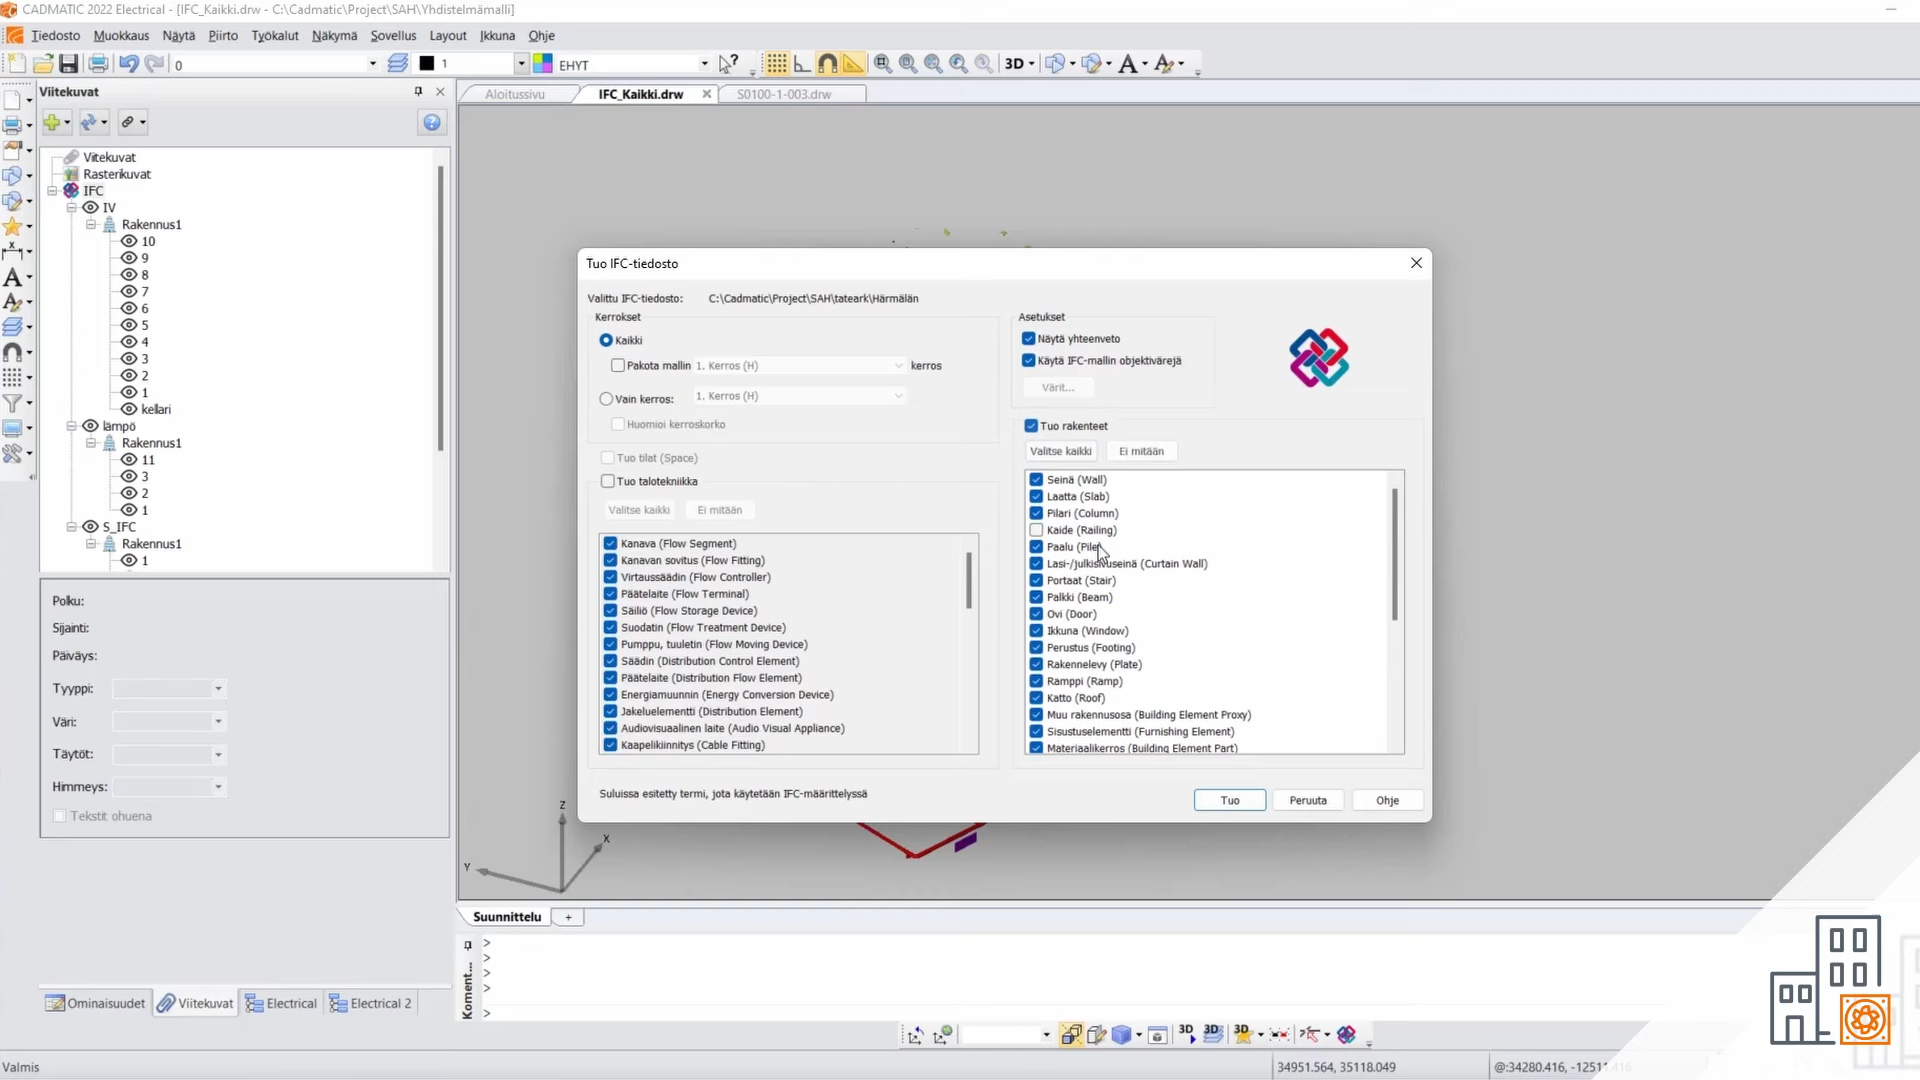 CADMATIC 2022 Electrical - [IFC_Kaikki.drw - C:\Cadmatic\Project\SAH\Yhdistelmämalli]
Tiedosto Muokkaus Näytä Piirto Työkalut Näkymä Sovellus Layout Ikkuna Ohje
0 1 EHYT 3D
Viitekuvat
Aloitussivu IFC_Kaikki.drw S0100-1-003.drw
Viitekuvat
Rasterikuvat
IFC
IV
Rakennus1
10
9
8
7
6
5
4
3
2
1
kellari
lämpö
Rakennus1
11
3
2
1
S_IFC
Rakennus1
1
Polku:
Sijainti:
Päiväys:
Tyyppi:
Väri:
Täytöt:
Himmeys:
Tekstit ohuena
Ominaisuudet Viitekuvat Electrical Electrical 2
Tuo IFC-tiedosto
Valittu IFC-tiedosto: C:\Cadmatic\Project\SAH\tateark\Härmälän
Kerrokset
Kaikki
Pakota mallin 1. Kerros (H) kerros
Vain kerros: 1. Kerros (H)
Huomioi kerroskorko
Tuo tilat (Space)
Tuo talotekniikka
Valitse kaikki Ei mitään
Kanava (Flow Segment)
Kanavan sovitus (Flow Fitting)
Virtaussäädin (Flow Controller)
Päätelaite (Flow Terminal)
Säiliö (Flow Storage Device)
Suodatin (Flow Treatment Device)
Pumppu, tuuletin (Flow Moving Device)
Säädin (Distribution Control Element)
Päätelaite (Distribution Flow Element)
Energiamuunnin (Energy Conversion Device)
Jakeluelementti (Distribution Element)
Audiovisuaalinen laite (Audio Visual Appliance)
Kaapelikiinnitys (Cable Fitting)
Asetukset
Näytä yhteenveto
Käytä IFC-mallin objektivärejä
Värit...
Tuo rakenteet
Valitse kaikki Ei mitään
Seinä (Wall)
Laatta (Slab)
Pilari (Column)
Kaide (Railing)
Paalu (Pile)
Lasi-/julkisivuseinä (Curtain Wall)
Portaat (Stair)
Palkki (Beam)
Ovi (Door)
Ikkuna (Window)
Perustus (Footing)
Rakennelevy (Plate)
Ramppi (Ramp)
Katto (Roof)
Muu rakennusosa (Building Element Proxy)
Sisustuselementti (Furnishing Element)
Materiaalikerros (Building Element Part)
Suluissa esitetty termi, jota käytetään IFC-määrittelyssä
Tuo Peruuta Ohje
Z
X
Y
Suunnittelu +
Koment...
>
>
>
>
>
3D 3D 3D
Valmis 34951.564, 35118.049